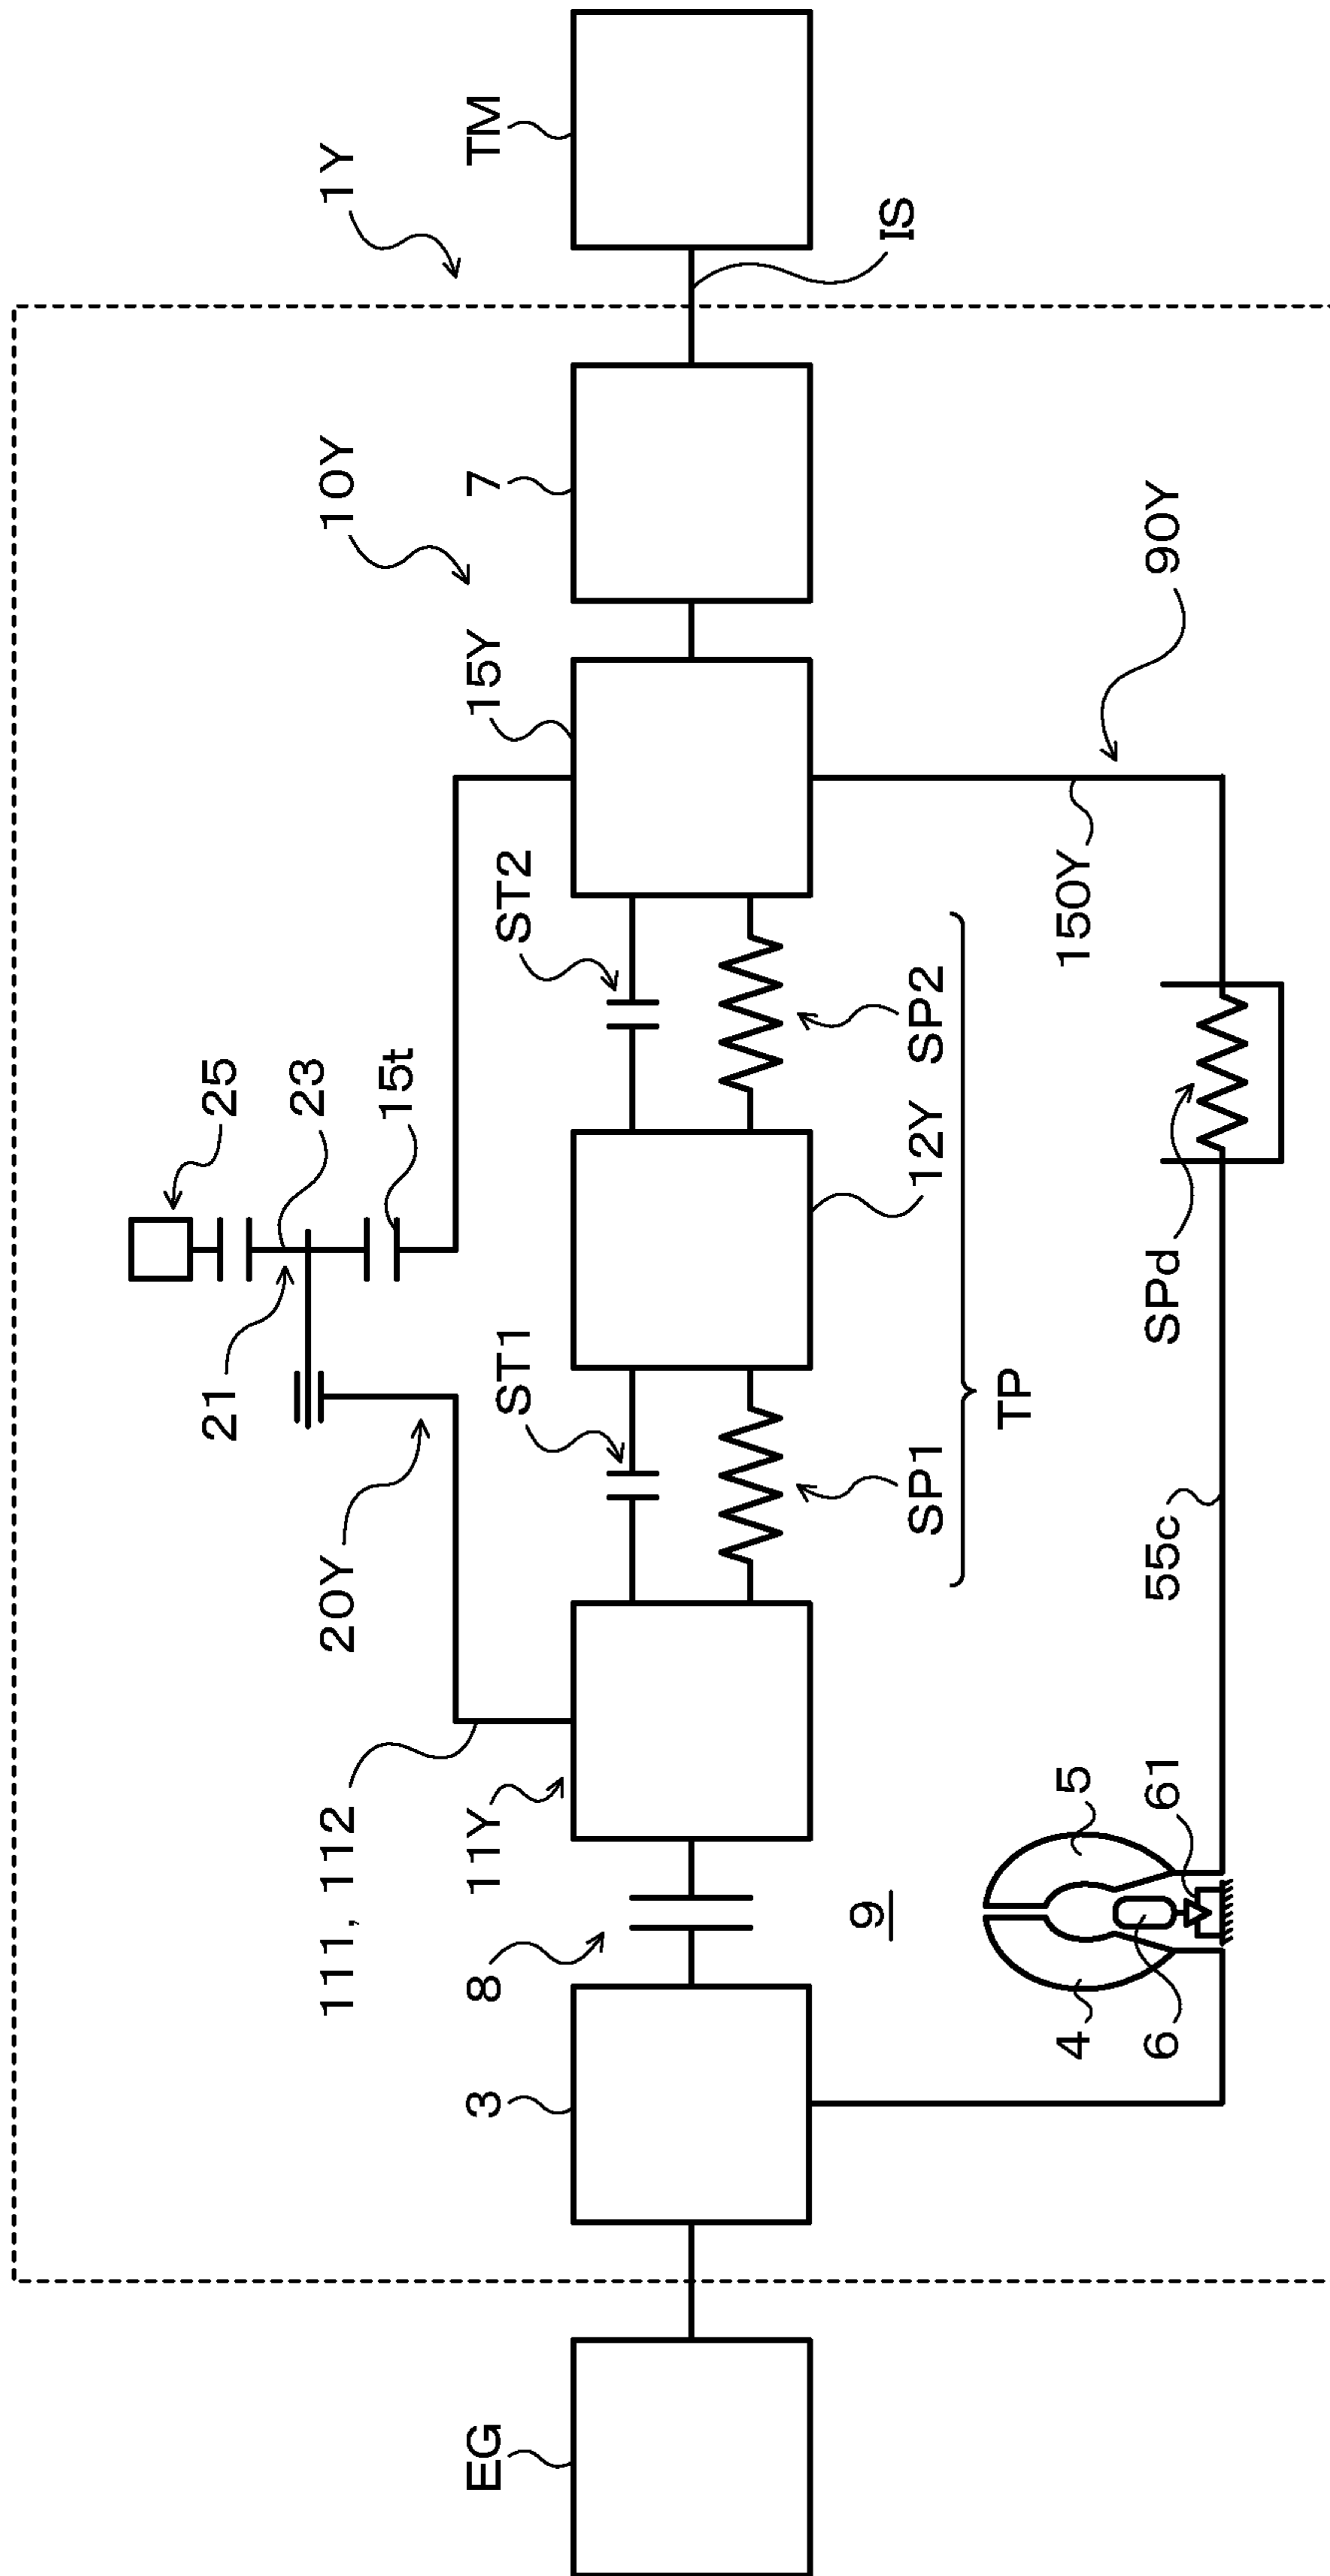 1Y
10Y
TM
7
15Y
IS
25
23
21
15t
ST2
ST1
20Y
111, 112
11Y
8
3
EG
SP2
12Y
SP1
TP
9
90Y
150Y
SPd
55c
5
61
4
6